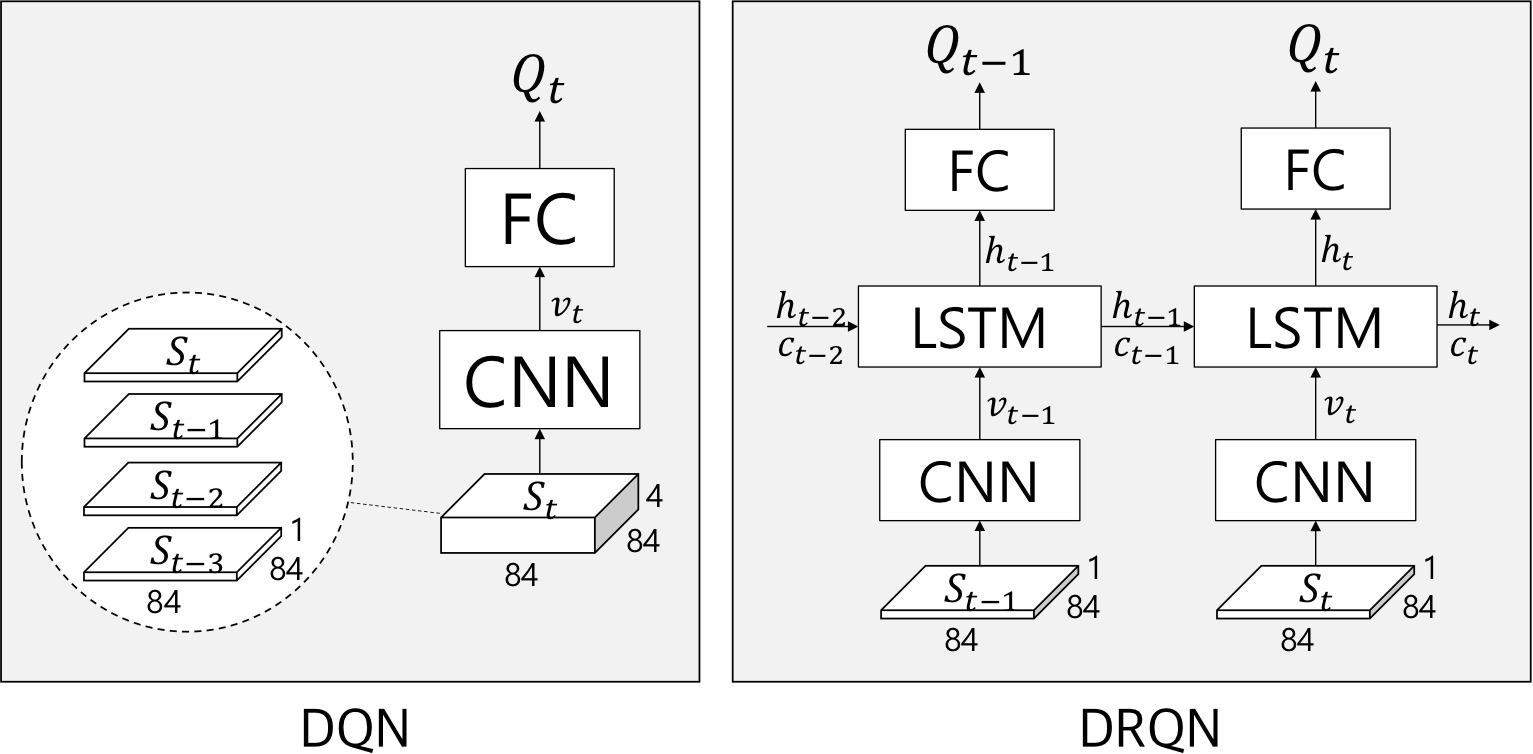 Q_t
FC
v_t
CNN
S_t
4
84
84
S_t
S_{t-1}
S_{t-2}
S_{t-3}
1
84
84
DQN
Q_{t-1}
Q_t
FC
FC
h_{t-1}
h_t
h_{t-2}
c_{t-2}
LSTM
h_{t-1}
c_{t-1}
LSTM
h_t
c_t
v_{t-1}
v_t
CNN
CNN
S_{t-1}
1
84
84
S_t
1
84
84
DRQN